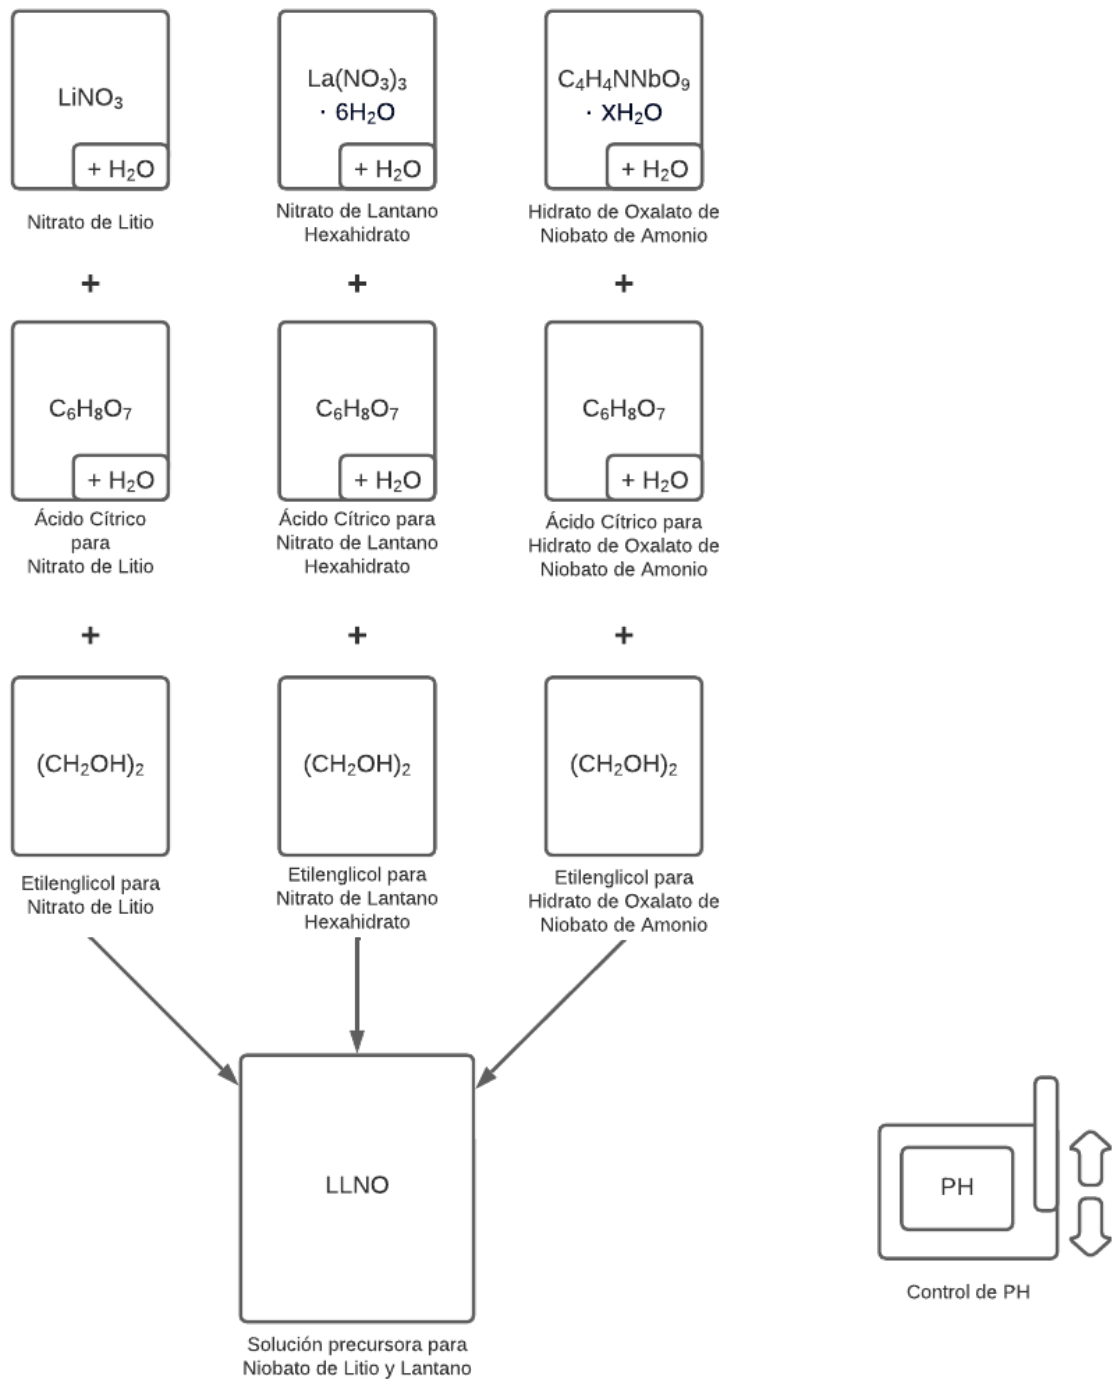 LiNO₃
+ H₂O
Nitrato de Litio
La(NO₃)₃
· 6H₂O
+ H₂O
Nitrato de Lantano
Hexahidrato
C₄H₄NNbO₉
· XH₂O
+ H₂O
Hidrato de Oxalato de
Niobato de Amonio
+
+
+
C₆H₈O₇
+ H₂O
Ácido Cítrico
para
Nitrato de Litio
C₆H₈O₇
+ H₂O
Ácido Cítrico para
Nitrato de Lantano
Hexahidrato
C₆H₈O₇
+ H₂O
Ácido Cítrico para
Hidrato de Oxalato de
Niobato de Amonio
+
+
+
(CH₂OH)₂
Etilenglicol para
Nitrato de Litio
(CH₂OH)₂
Etilenglicol para
Nitrato de Lantano
Hexahidrato
(CH₂OH)₂
Etilenglicol para
Hidrato de Oxalato de
Niobato de Amonio
LLNO
Solución precursora para
Niobato de Litio y Lantano
PH
Control de PH